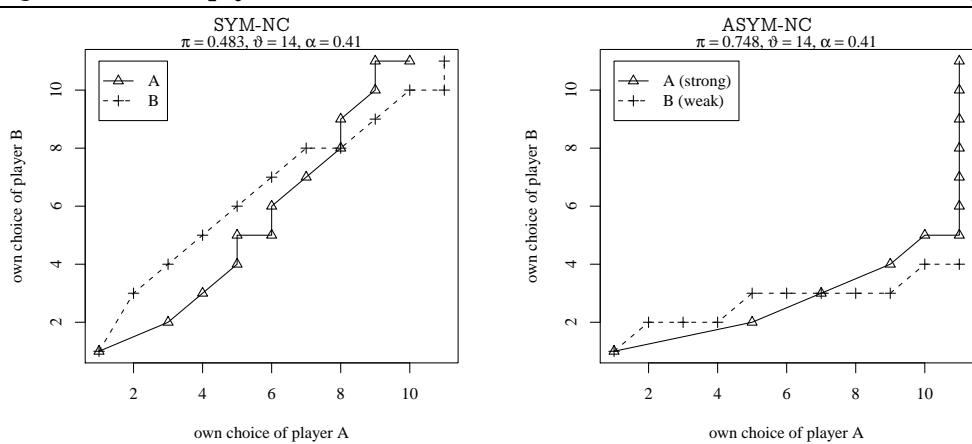 SYM-NC
π = 0.483, ϑ = 14, α = 0.41
A
B
10
8
6
4
2
own choice of player B
2 4 6 8 10
own choice of player A
ASYM-NC
π = 0.748, ϑ = 14, α = 0.41
A (strong)
B (weak)
10
8
6
4
2
own choice of player B
2 4 6 8 10
own choice of player A